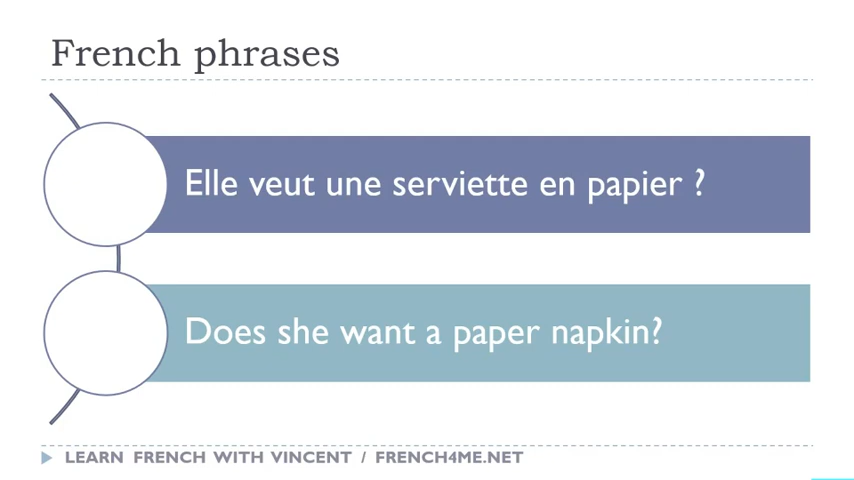 French phrases
Elle veut une serviette en papier ?
Does she want a paper napkin?
LEARN FRENCH WITH VINCENT / FRENCH4ME.NET